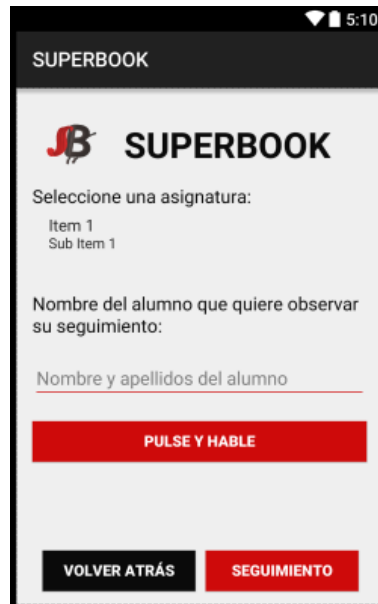 5:10
SUPERBOOK
SB SUPERBOOK
Seleccione una asignatura:
Item 1
Sub Item 1
Nombre del alumno que quiere observar
su seguimiento:
Nombre y apellidos del alumno
PULSE Y HABLE
VOLVER ATRÁS SEGUIMIENTO